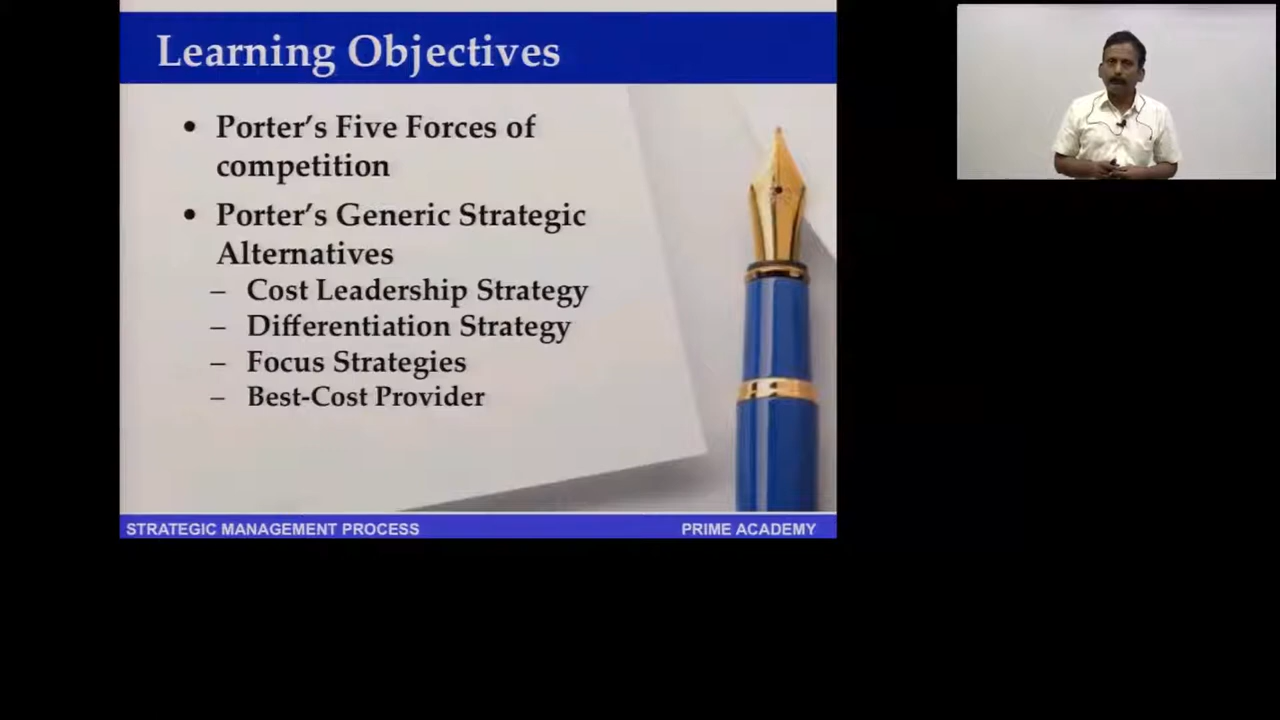 Learning Objectives
• Porter's Five Forces of
competition
• Porter's Generic Strategic
Alternatives
– Cost Leadership Strategy
– Differentiation Strategy
– Focus Strategies
– Best-Cost Provider
STRATEGIC MANAGEMENT PROCESS
PRIME ACADEMY